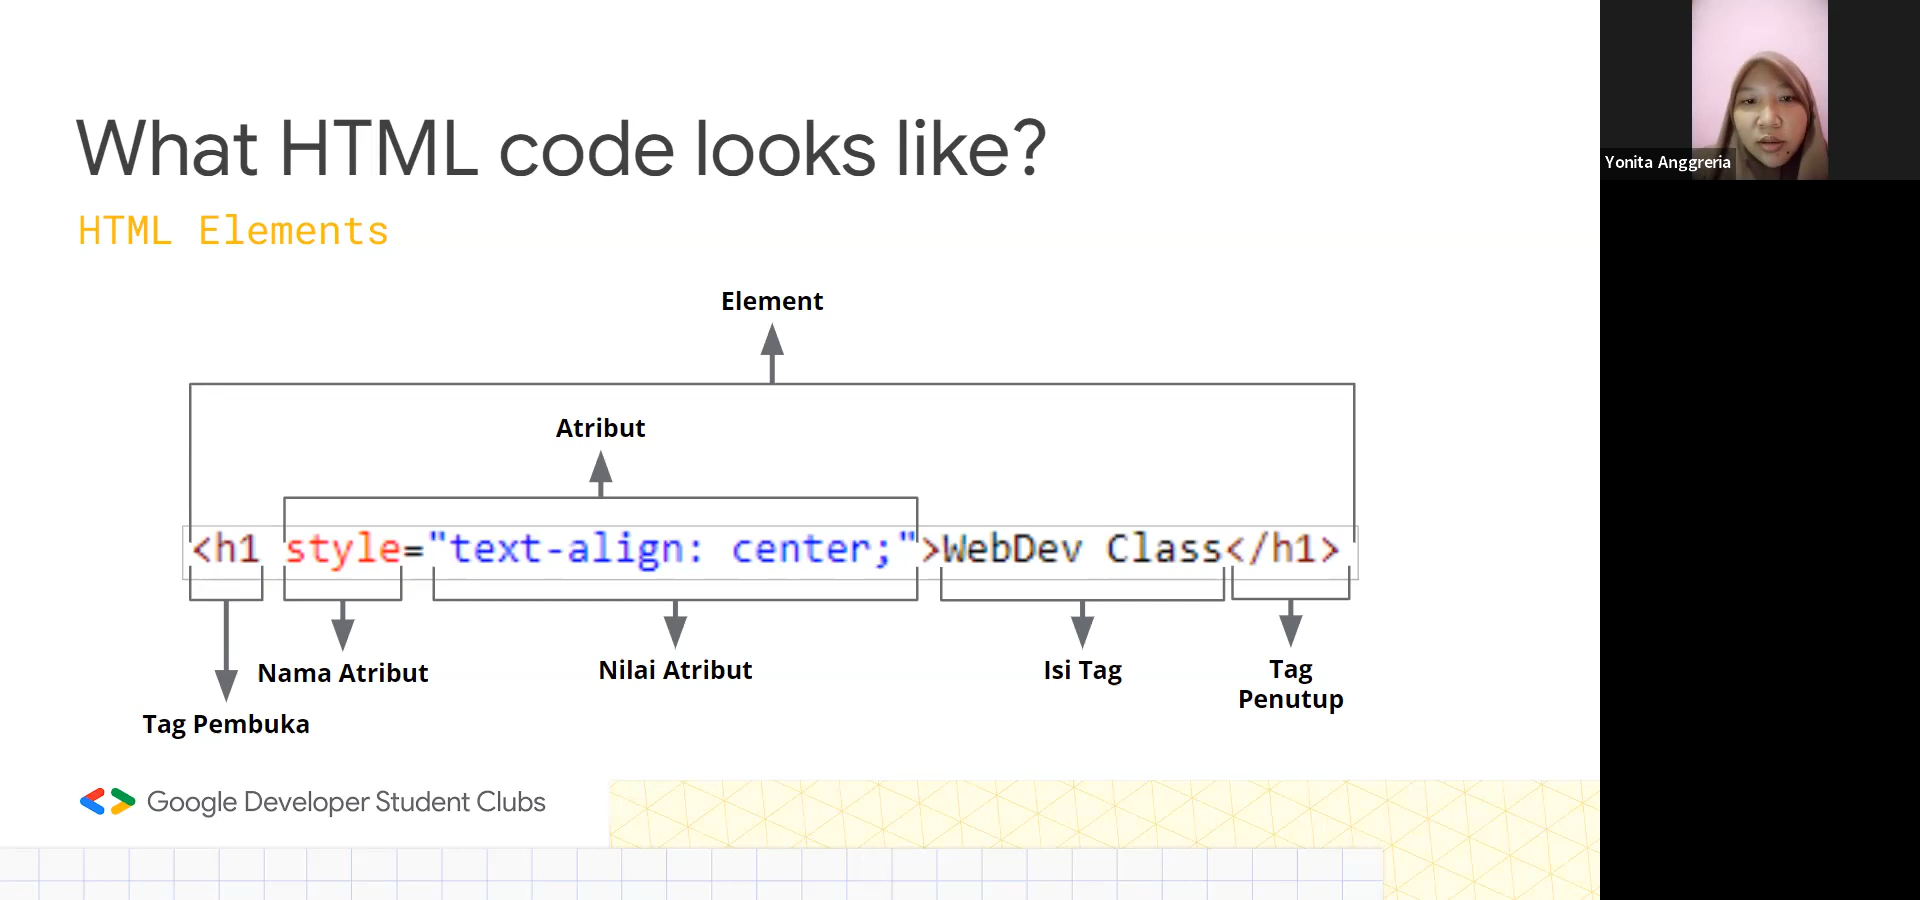 What HTML code looks like?
Yonita Anggreria
HTML Elements
Element
Atribut
<h1 style="text-align: center;">WebDev Class</h1>
Nama Atribut
Nilai Atribut
Isi Tag
Tag
Penutup
Tag Pembuka
Google Developer Student Clubs